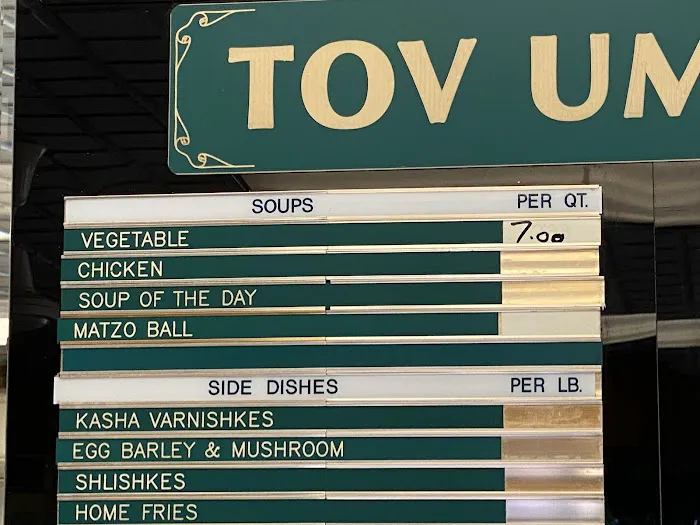 TOV UM
SOUPS PER QT.
VEGETABLE 7.00
CHICKEN
SOUP OF THE DAY
MATZO BALL
SIDE DISHES PER LB.
KASHA VARNISHKES
EGG BARLEY & MUSHROOM
SHLISHKES
HOME FRIES